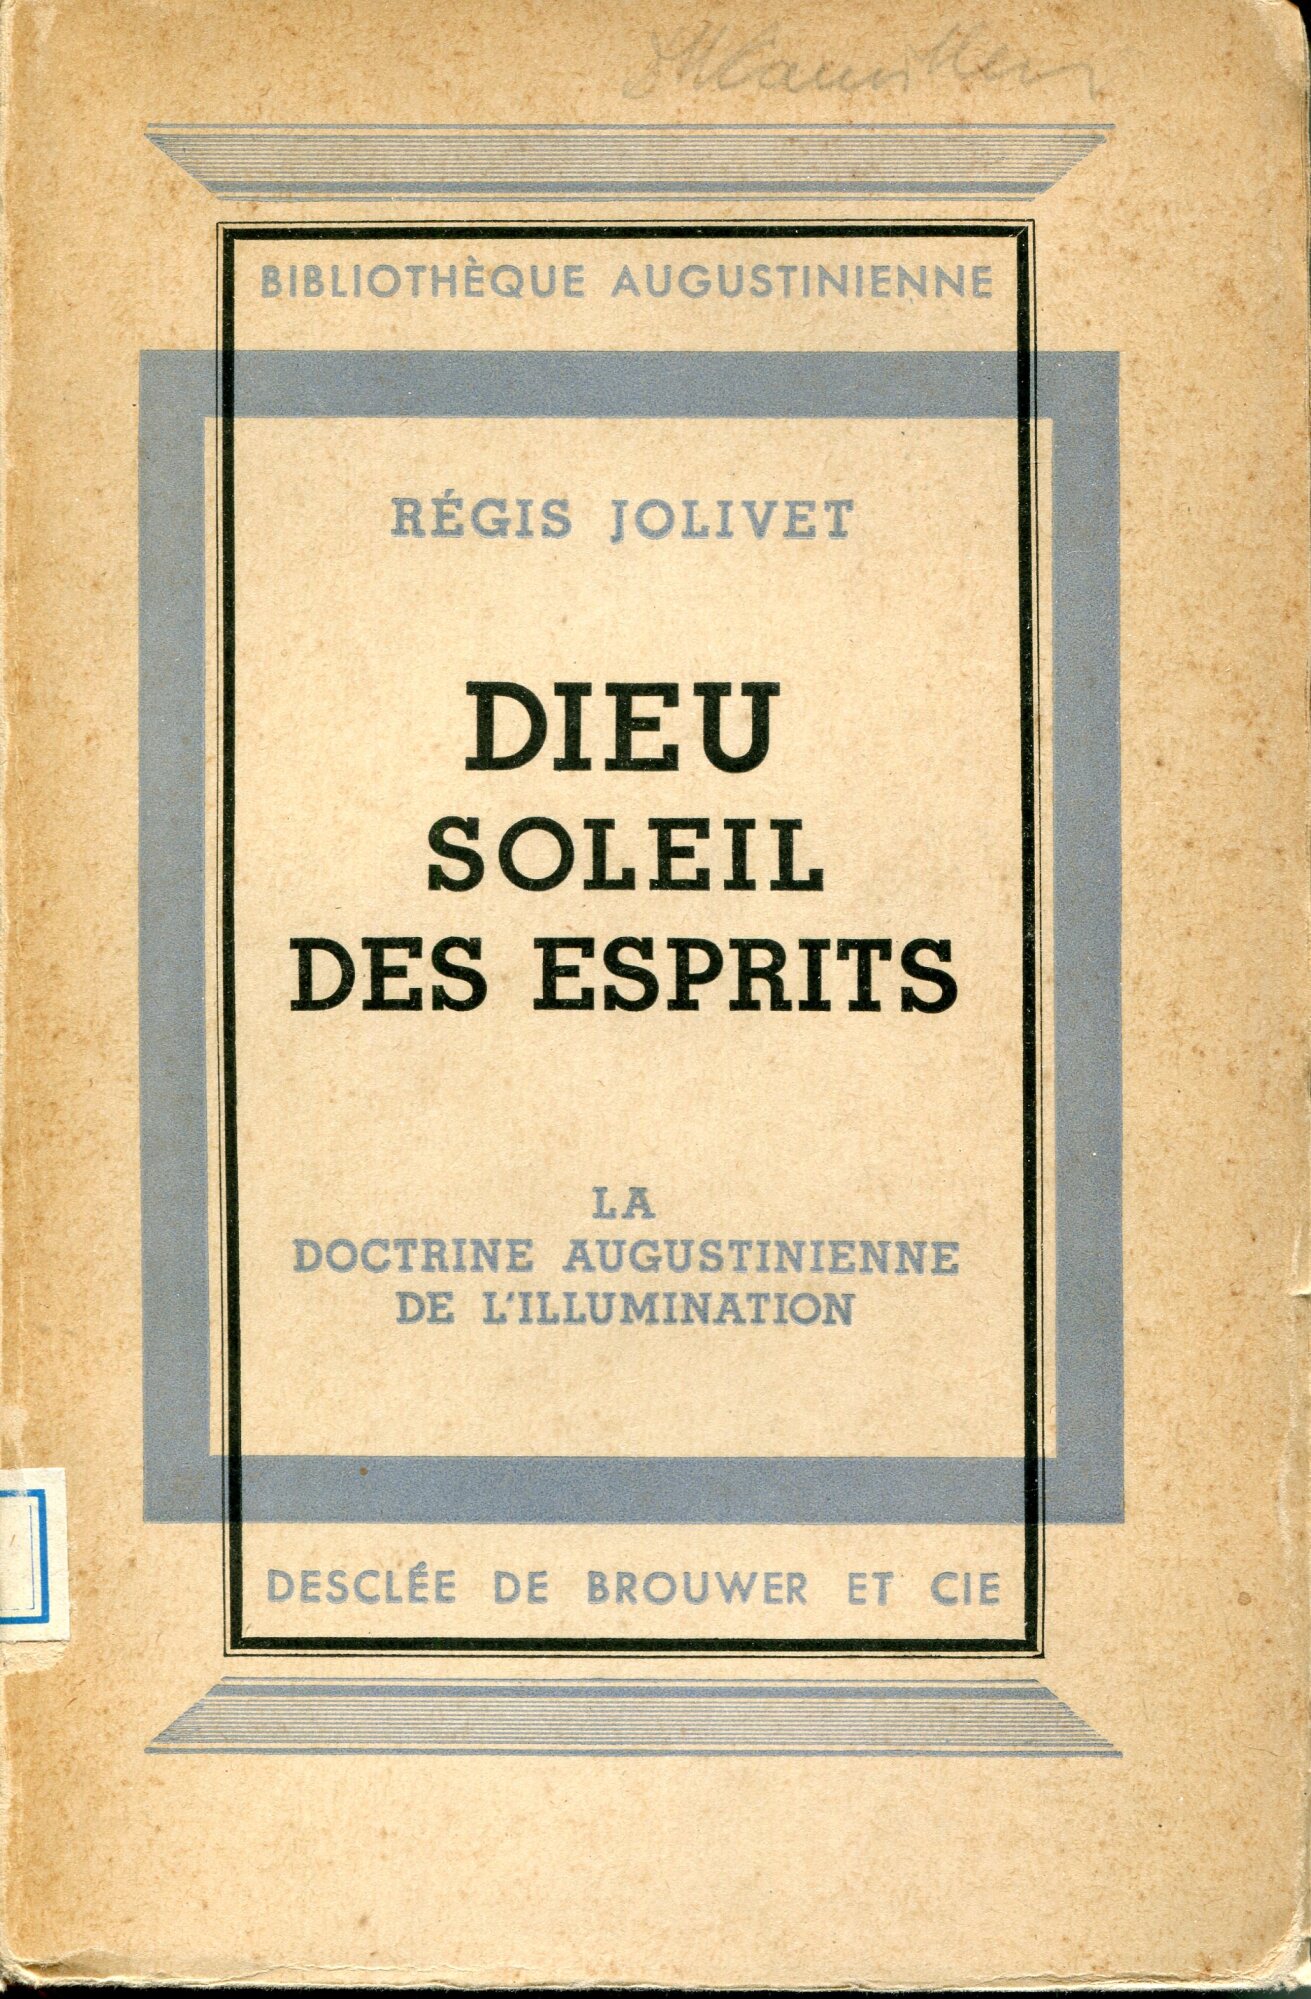 BIBLIOTHÈQUE AUGUSTINIENNE
RÉGIS JOLIVET
DIEU
SOLEIL
DES ESPRITS
LA
DOCTRINE AUGUSTINIENNE
DE L'ILLUMINATION
DESCLÉE DE BROUWER ET CIE